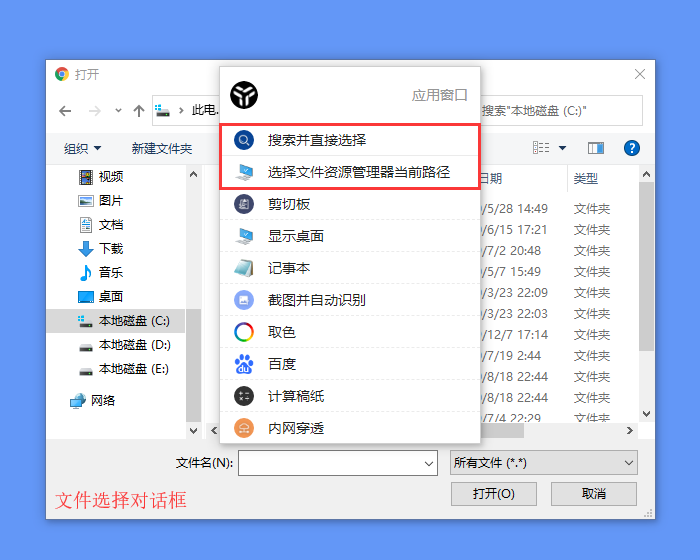 打开
应用窗口
此电...
搜索"本地磁盘 (C:)"
组织
新建文件夹
视频
图片
文档
下载
音乐
桌面
本地磁盘 (C:)
本地磁盘 (D:)
本地磁盘 (E:)
网络
搜索并直接选择
选择文件资源管理器当前路径
剪切板
显示桌面
记事本
截图并自动识别
取色
百度
计算稿纸
内网穿透
日期
类型
/5/28 14:49 文件夹
/6/15 17:21 文件夹
/7/2 20:48 文件夹
/5/7 15:49 文件夹
/3/23 22:09 文件夹
/3/23 22:03 文件夹
/12/7 17:14 文件夹
/7/19 2:44 文件夹
/8/18 22:44 文件夹
/8/18 22:44 文件夹
/7/4 22:29 文件夹
文件名(N):
所有文件 (*.*)
打开(O)
取消
文件选择对话框